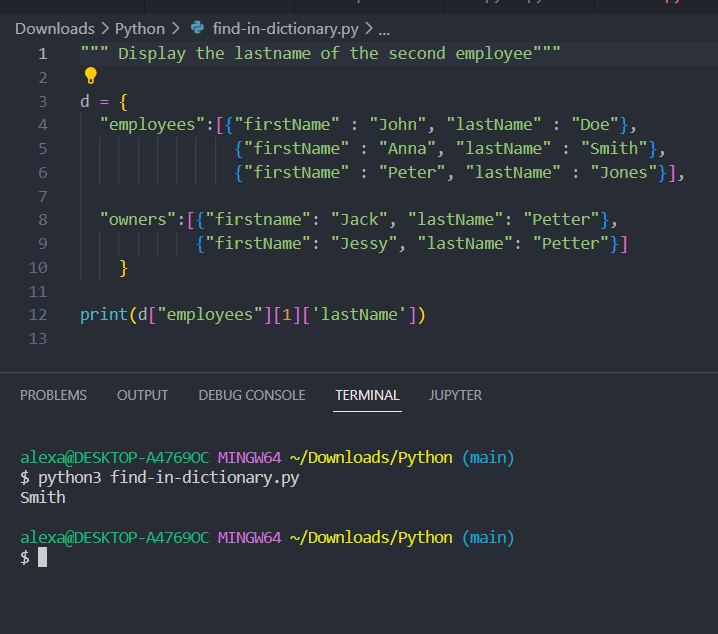 Downloads > Python > find-in-dictionary.py > ...
1 """ Display the lastname of the second employee"""
2
3 d = {
4   "employees":[{"firstName" : "John", "lastName" : "Doe"},
5                {"firstName" : "Anna", "lastName" : "Smith"},
6                {"firstName" : "Peter", "lastName" : "Jones"}],
7
8   "owners":[{"firstname": "Jack", "lastName": "Petter"},
9            {"firstName": "Jessy", "lastName": "Petter"}]
10     }
11
12 print(d["employees"][1]['lastName'])
13
PROBLEMS OUTPUT DEBUG CONSOLE TERMINAL JUPYTER
alexa@DESKTOP-A4769OC MINGW64 ~/Downloads/Python (main)
$ python3 find-in-dictionary.py
Smith
alexa@DESKTOP-A4769OC MINGW64 ~/Downloads/Python (main)
$